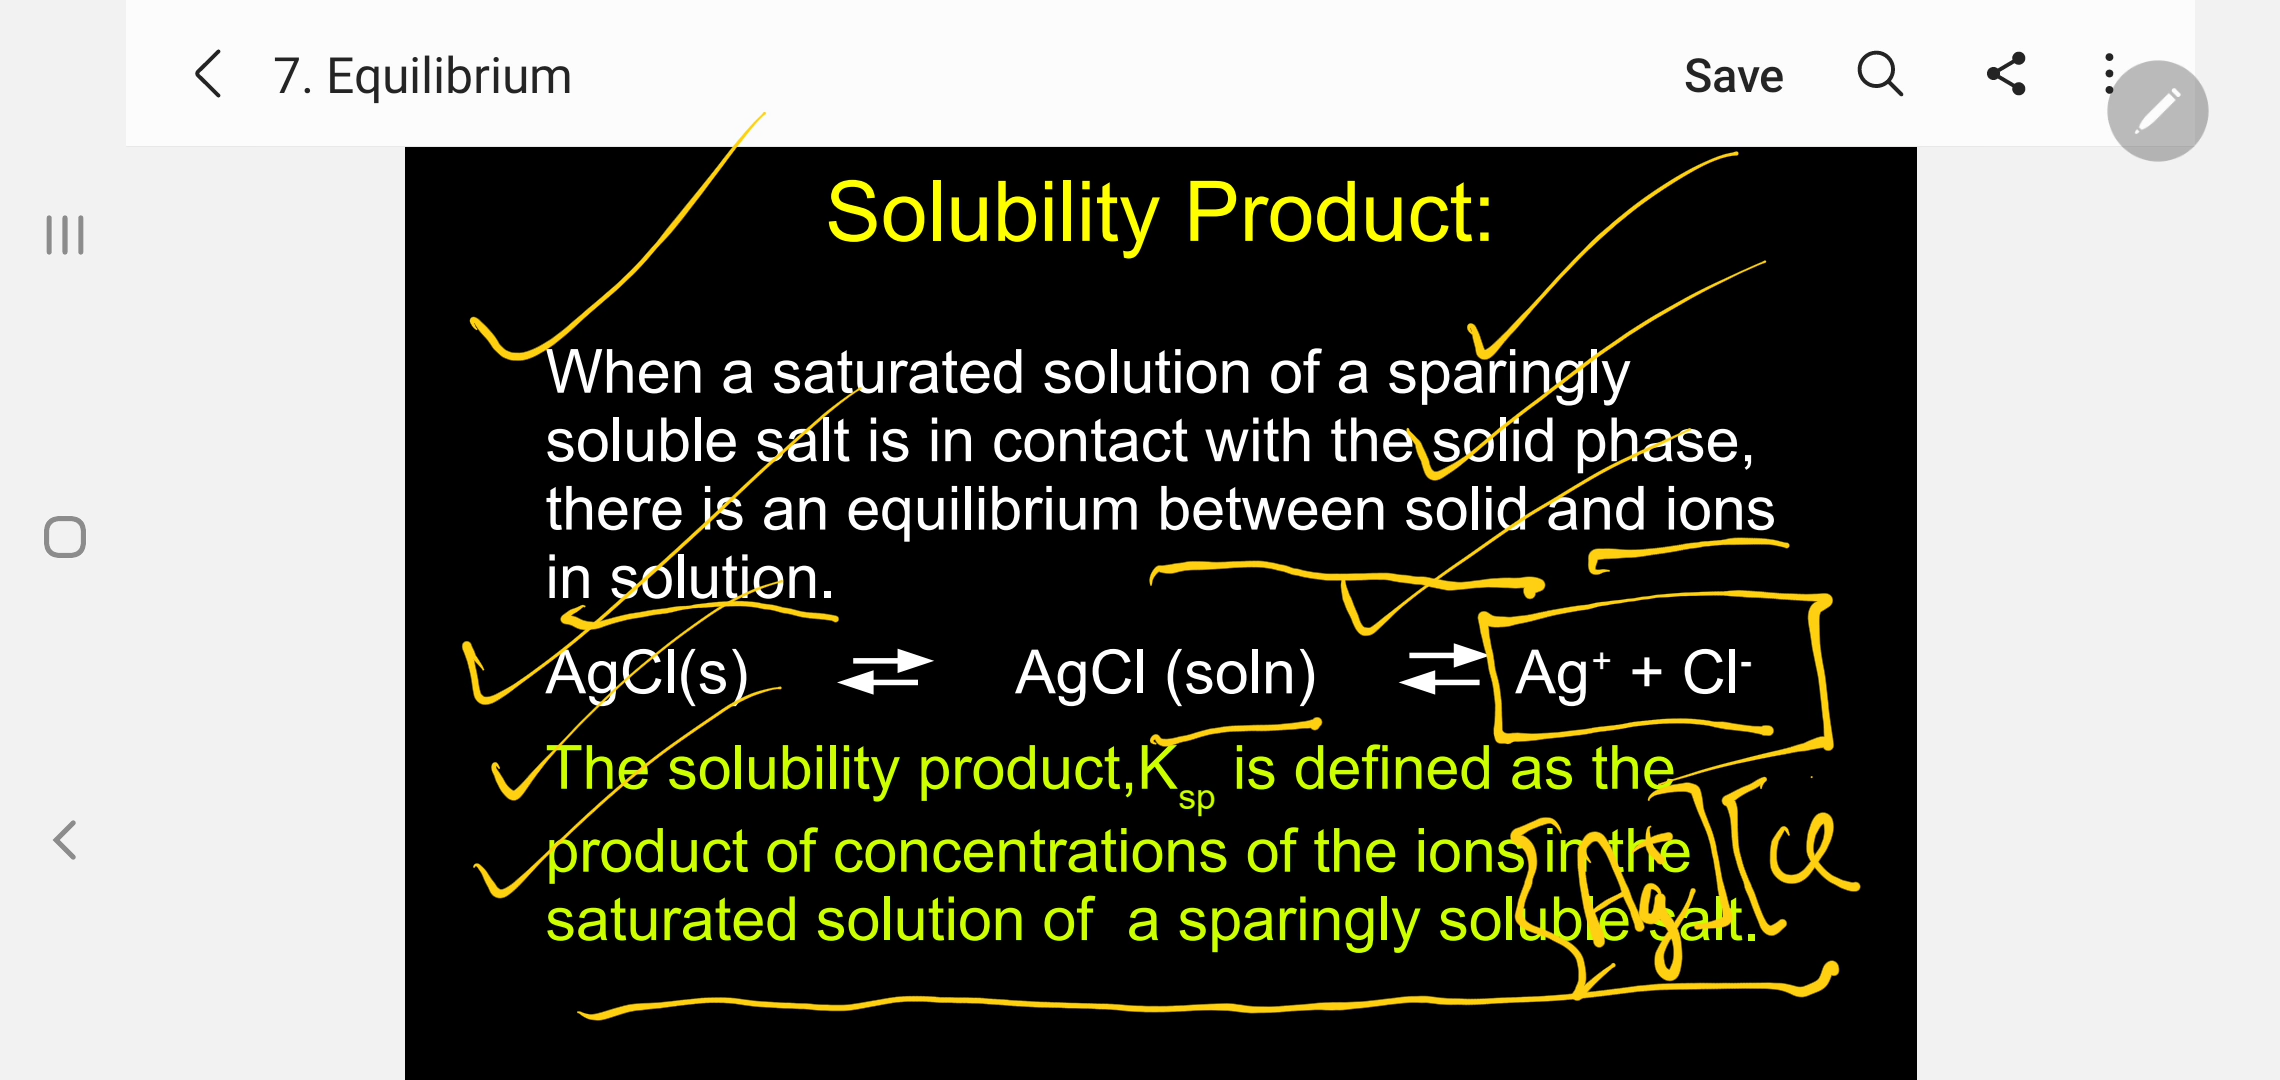 7. Equilibrium
Save
Solubility Product:
When a saturated solution of a sparingly
soluble salt is in contact with the solid phase,
there is an equilibrium between solid and ions
in solution.
AgCl(s) ⇌ AgCl (soln) ⇌ Ag⁺ + Cl⁻
The solubility product,Ksp is defined as the
product of concentrations of the ions in the
saturated solution of a sparingly soluble salt.
[Ag⁺][Cl